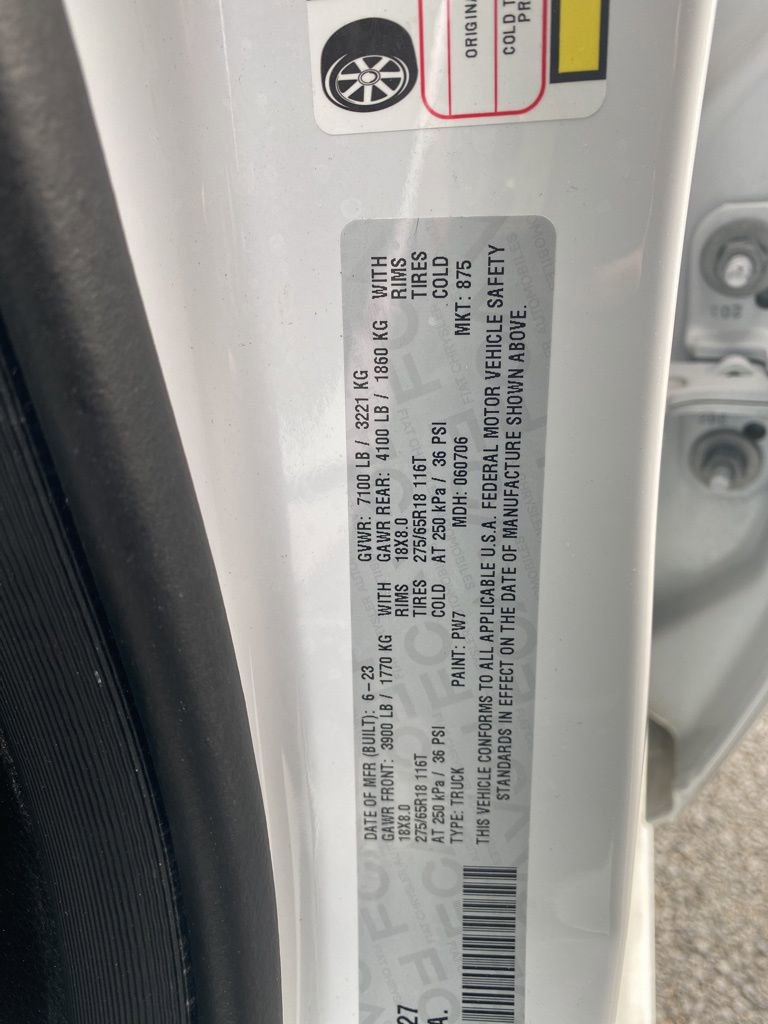 ORIGINA
COLD T
PR
DATE OF MFR (BUILT): 6-23 GVWR: 7100 LB / 3221 KG
GAWR FRONT: 3900 LB / 1770 KG WITH GAWR REAR: 4100 LB / 1860 KG WITH
18X8.0 RIMS 18X8.0 RIMS
275/65R18 116T TIRES 275/65R18 116T TIRES
AT 250 kPa / 36 PSI COLD AT 250 kPa / 36 PSI COLD
TYPE: TRUCK PAINT: PW7 MDH: 060706 MKT: 875
THIS VEHICLE CONFORMS TO ALL APPLICABLE U.S.A. FEDERAL MOTOR VEHICLE SAFETY
STANDARDS IN EFFECT ON THE DATE OF MANUFACTURE SHOWN ABOVE.
27
A.